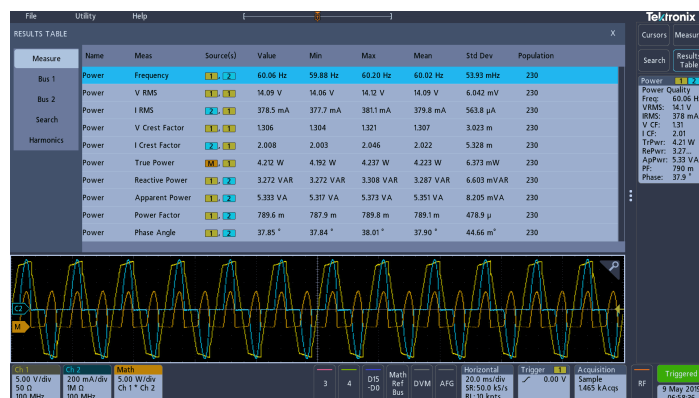 File Utility Help
Tektronix
RESULTS TABLE X
Cursors Measure
Search Results Table
Measure
Bus 1
Bus 2
Search
Harmonics
Name Meas Source(s) Value Min Max Mean Std Dev Population
Power Frequency 1, 2 60.06 Hz 59.88 Hz 60.20 Hz 60.02 Hz 53.93 mHz 230
Power V RMS 1, 1 14.09 V 14.06 V 14.12 V 14.09 V 6.042 mV 230
Power I RMS 2, 1 378.5 mA 377.7 mA 381.1 mA 379.8 mA 563.8 µA 230
Power V Crest Factor 1, 1 1.306 1.304 1.321 1.307 3.023 m 230
Power I Crest Factor 2, 1 2.008 2.003 2.046 2.022 5.328 m 230
Power True Power M, 1 4.212 W 4.192 W 4.237 W 4.223 W 6.373 mW 230
Power Reactive Power 1, 2 3.272 VAR 3.272 VAR 3.308 VAR 3.287 VAR 6.603 mVAR 230
Power Apparent Power 1, 2 5.333 VA 5.317 VA 5.373 VA 5.351 VA 8.205 mVA 230
Power Power Factor 1, 2 789.6 m 787.9 m 789.8 m 789.1 m 478.9 µ 230
Power Phase Angle 1, 2 37.85 ° 37.84 ° 38.01 ° 37.90 ° 44.66 m° 230
Power 1 2
Power Quality
Freq: 60.06 H
VRMS: 14.1 V
IRMS: 378 mA
V CF: 1.31
I CF: 2.01
TrPwr: 4.21 W
RePwr: 3.27...
ApPwr: 5.33 VA
PF: 790 m
Phase: 37.9 °
C2
M
Ch 1
5.00 V/div
50 Ω
100 MHz
Ch 2
200 mA/div
1M Ω
100 MHz
Math
5.00 W/div
Ch 1 * Ch 2
3 4 D15 -D0 Math Ref Bus DVM AFG
Horizontal
20.0 ms/div
SR: 50.0 kS/s
RL: 10 kpts
Trigger 1
0.00 V
Acquisition
Sample
1.465 kAcqs
RF
Triggered
9 May 2019